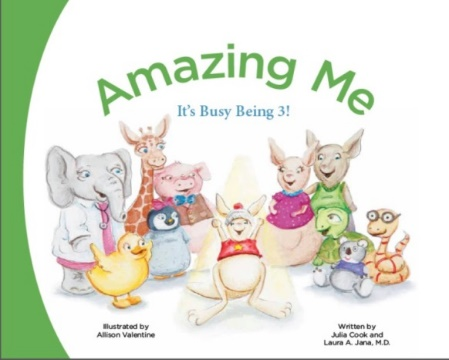 Amazing Me
It's Busy Being 3!
Illustrated by
Allison Valentine
Written by
Julia Cook and
Laura A. Jana, M.D.